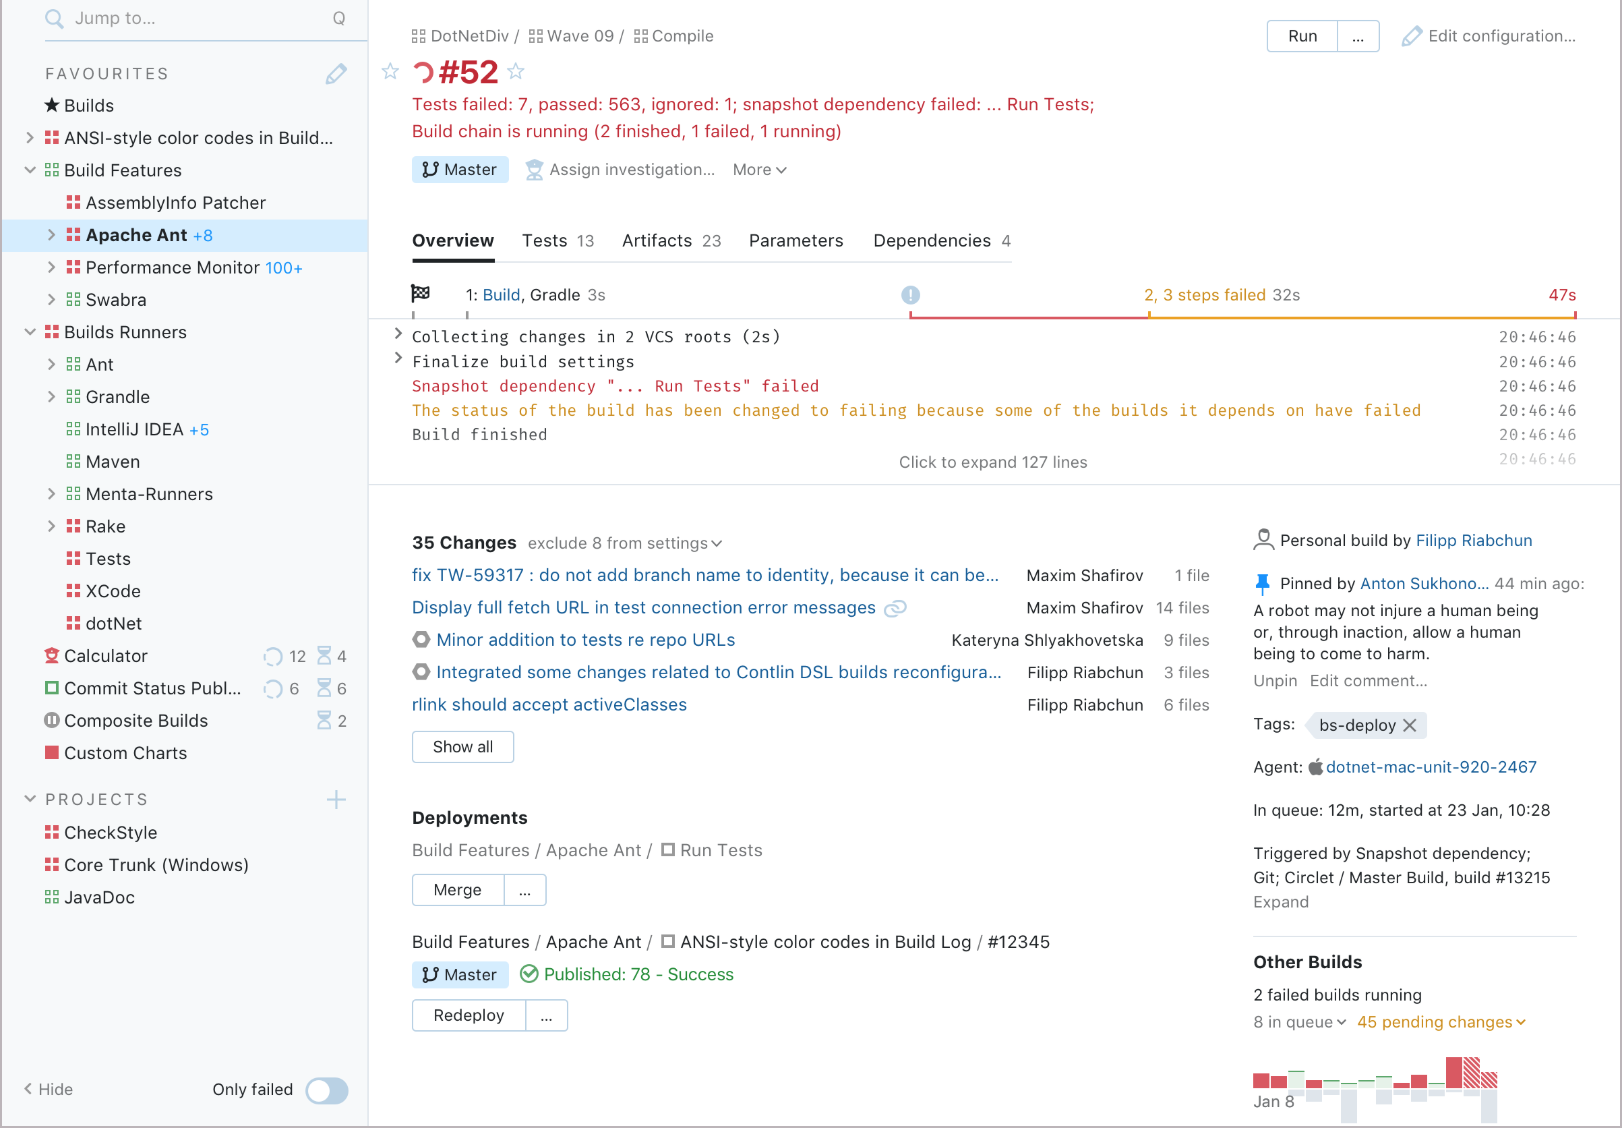 Jump to...
Q
FAVOURITES
Builds
ANSI-style color codes in Build...
Build Features
AssemblyInfo Patcher
Apache Ant +8
Performance Monitor 100+
Swabra
Builds Runners
Ant
Grandle
IntelliJ IDEA +5
Maven
Menta-Runners
Rake
Tests
XCode
dotNet
Calculator 12 4
Commit Status Publ... 6 6
Composite Builds 2
Custom Charts
PROJECTS
CheckStyle
Core Trunk (Windows)
JavaDoc
Hide
Only failed
DotNetDiv / Wave 09 / Compile
Run ...
Edit configuration...
#52
Tests failed: 7, passed: 563, ignored: 1; snapshot dependency failed: ... Run Tests;
Build chain is running (2 finished, 1 failed, 1 running)
Master Assign investigation... More
Overview Tests 13 Artifacts 23 Parameters Dependencies 4
1: Build, Gradle 3s
2, 3 steps failed 32s
47s
Collecting changes in 2 VCS roots (2s) 20:46:46
Finalize build settings 20:46:46
Snapshot dependency "... Run Tests" failed 20:46:46
The status of the build has been changed to failing because some of the builds it depends on have failed 20:46:46
Build finished 20:46:46
Click to expand 127 lines 20:46:46
35 Changes exclude 8 from settings
fix TW-59317 : do not add branch name to identity, because it can be... Maxim Shafirov 1 file
Display full fetch URL in test connection error messages Maxim Shafirov 14 files
Minor addition to tests re repo URLs Kateryna Shlyakhovetska 9 files
Integrated some changes related to Contlin DSL builds reconfigura... Filipp Riabchun 3 files
rlink should accept activeClasses Filipp Riabchun 6 files
Show all
Deployments
Build Features / Apache Ant / Run Tests
Merge ...
Build Features / Apache Ant / ANSI-style color codes in Build Log / #12345
Master Published: 78 - Success
Redeploy ...
Personal build by Filipp Riabchun
Pinned by Anton Sukhono... 44 min ago:
A robot may not injure a human being
or, through inaction, allow a human
being to come to harm.
Unpin Edit comment...
Tags: bs-deploy
Agent: dotnet-mac-unit-920-2467
In queue: 12m, started at 23 Jan, 10:28
Triggered by Snapshot dependency;
Git; Circlet / Master Build, build #13215
Expand
Other Builds
2 failed builds running
8 in queue 45 pending changes
Jan 8